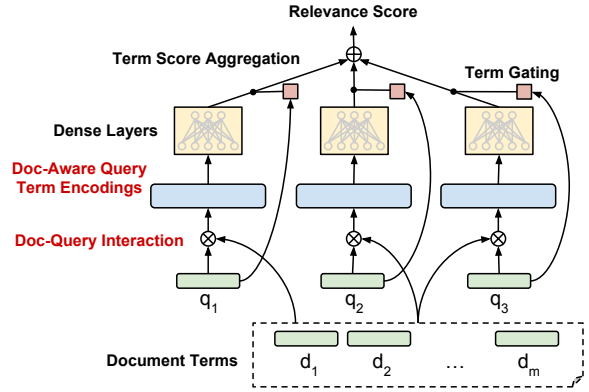 Relevance Score
Term Score Aggregation
Term Gating
Dense Layers
Doc-Aware Query
Term Encodings
Doc-Query Interaction
q1 q2 q3
Document Terms
d1 d2 ... dm